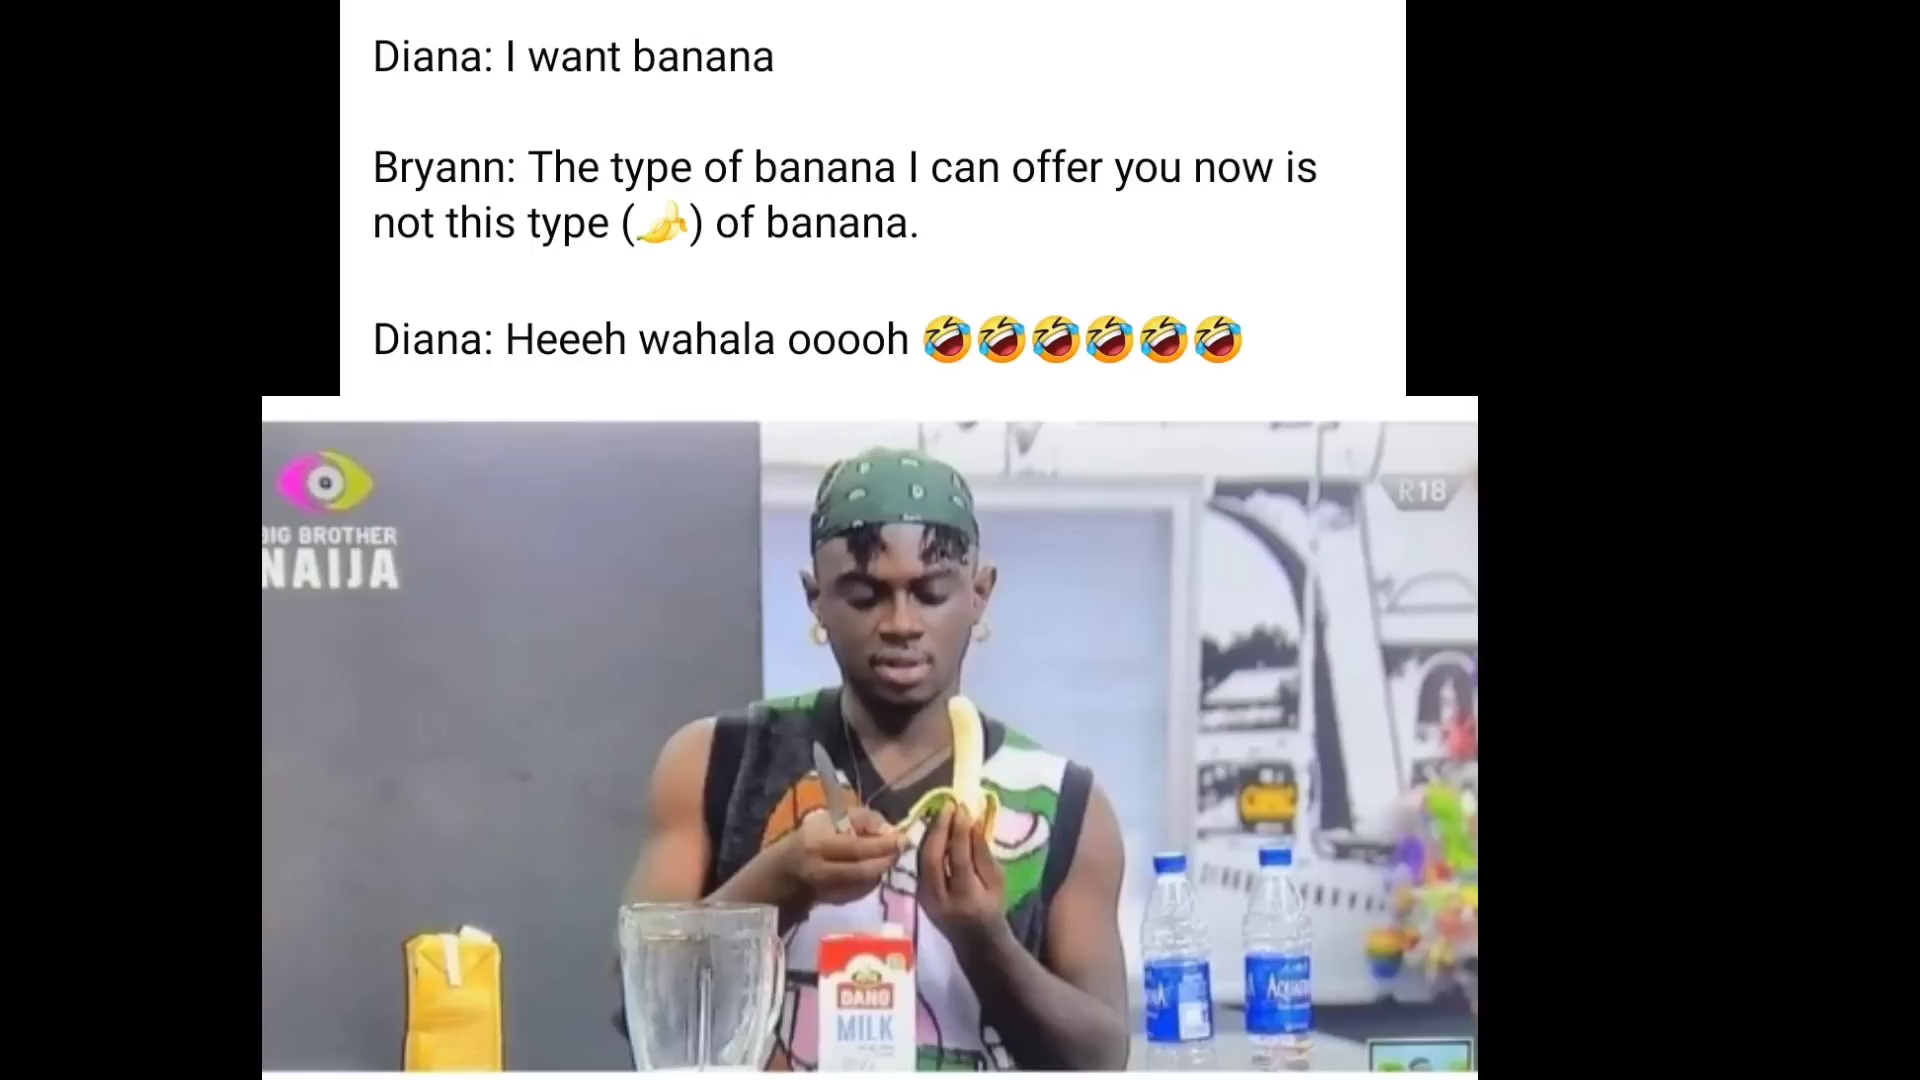 Diana: I want banana
Bryann: The type of banana I can offer you now is
not this type (🍌) of banana.
Diana: Heeeh wahala ooooh 🤣🤣🤣🤣🤣🤣
BIG BROTHER
NAIJA
R18
DANO
MILK